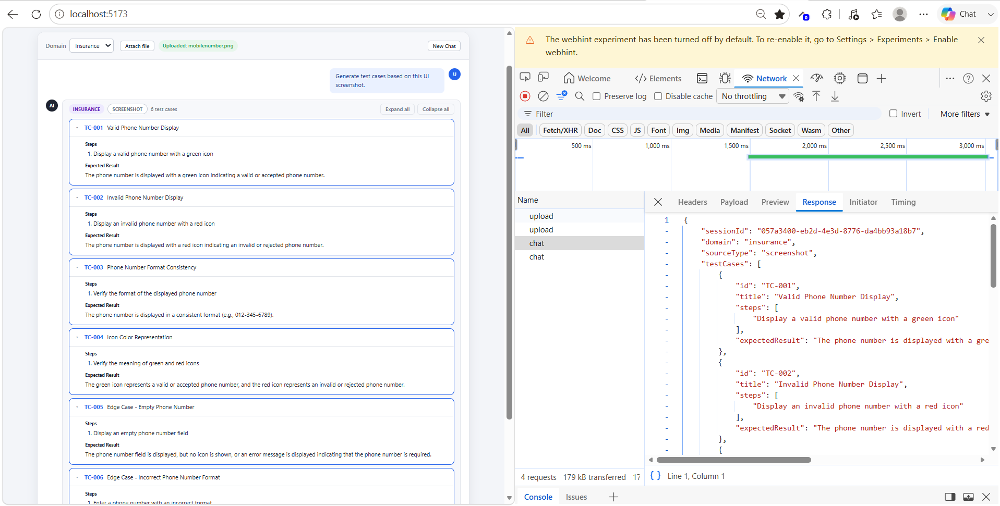 localhost:5173
0
Chat
Domain
Insurance
Attach file
Uploaded: mobilenumber.png
New Chat
Generate test cases based on this UI
screenshot.
U
AI
INSURANCE
SCREENSHOT
6 test cases
Expand all
Collapse all
TC-001 Valid Phone Number Display
Steps
1. Display a valid phone number with a green icon
Expected Result
The phone number is displayed with a green icon indicating a valid or accepted phone number.
TC-002 Invalid Phone Number Display
Steps
1. Display an invalid phone number with a red icon
Expected Result
The phone number is displayed with a red icon indicating an invalid or rejected phone number.
TC-003 Phone Number Format Consistency
Steps
1. Verify the format of the displayed phone number
Expected Result
The phone number is displayed in a consistent format (e.g., 012-345-6789).
TC-004 Icon Color Representation
Steps
1. Verify the meaning of green and red icons
Expected Result
The green icon represents a valid or accepted phone number, and the red icon represents an invalid or rejected phone number.
TC-005 Edge Case - Empty Phone Number
Steps
1. Display an empty phone number field
Expected Result
The phone number field is displayed, but no icon is shown, or an error message is displayed indicating that the phone number is required.
TC-006 Edge Case - Incorrect Phone Number Format
Steps
1. Enter a phone number with an incorrect format
The webhint experiment has been turned off by default. To re-enable it, go to Settings > Experiments > Enable
webhint.
Welcome
Elements
Network
Preserve log
Disable cache
No throttling
Filter
Invert
More filters
All
Fetch/XHR
Doc
CSS
JS
Font
Img
Media
Manifest
Socket
Wasm
Other
500 ms
1,000 ms
1,500 ms
2,000 ms
2,500 ms
3,000 ms
Name
upload
upload
chat
chat
Headers
Payload
Preview
Response
Initiator
Timing
1 {
- "sessionId": "057a3400-eb2d-4e3d-8776-da4bb93a18b7",
- "domain": "insurance",
- "sourceType": "screenshot",
- "testCases": [
- {
- "id": "TC-001",
- "title": "Valid Phone Number Display",
- "steps": [
- "Display a valid phone number with a green icon"
- ],
- "expectedResult": "The phone number is displayed with a gre
- },
- {
- "id": "TC-002",
- "title": "Invalid Phone Number Display",
- "steps": [
- "Display an invalid phone number with a red icon"
- ],
- "expectedResult": "The phone number is displayed with a red
- },
- {
4 requests
179 kB transferred
17
{ } Line 1, Column 1
Console
Issues